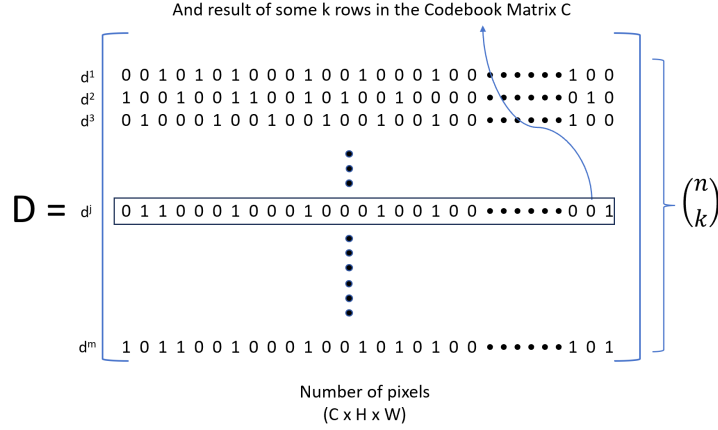 And result of some k rows in the Codebook Matrix C
d¹ 0 0 1 0 1 0 1 0 0 0 1 0 0 1 0 0 0 1 0 0 •••••• 1 0 0
d² 1 0 0 1 0 0 1 1 0 0 1 0 1 0 0 1 0 0 0 0 •••••• 0 1 0
d³ 0 1 0 0 0 1 0 0 1 0 0 1 0 0 1 0 0 1 0 0 •••••• 1 0 0
D = dʲ 0 1 1 0 0 0 1 0 0 0 1 0 0 0 1 0 0 1 0 0 •••••• 0 0 1
(n k)
dᵐ 1 0 1 1 0 0 1 0 0 0 1 0 0 1 0 1 0 1 0 0 •••••• 1 0 1
Number of pixels
(C x H x W)